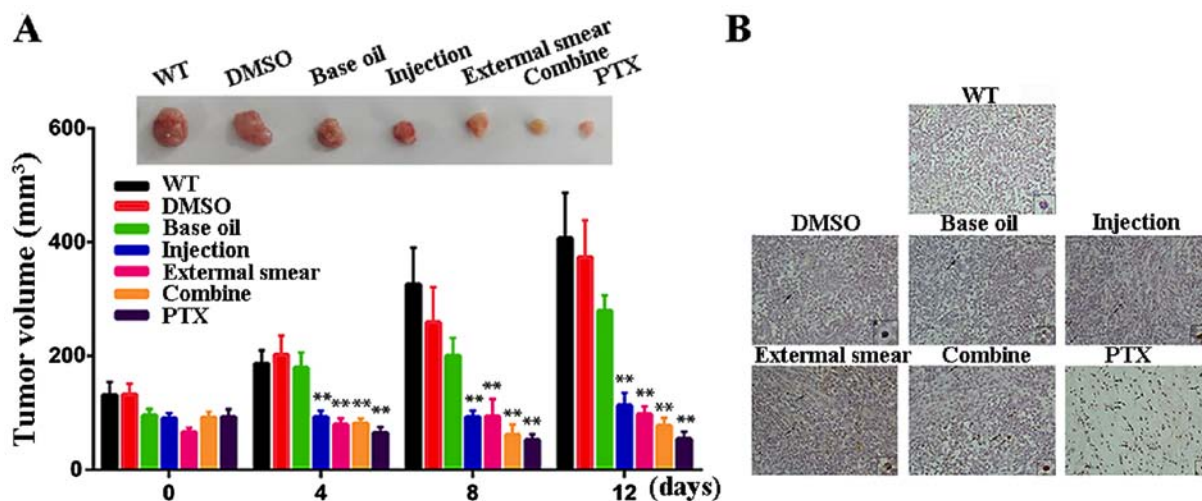 A
WT DMSO Base oil Injection Extermal smear Combine PTX
Tumor volume (mm³)
600
400
200
0
WT
DMSO
Base oil
Injection
Extermal smear
Combine
PTX
** ** ** **
** ** ** **
** ** ** **
0 4 8 12 (days)
B
WT
DMSO Base oil Injection
Extermal smear Combine PTX